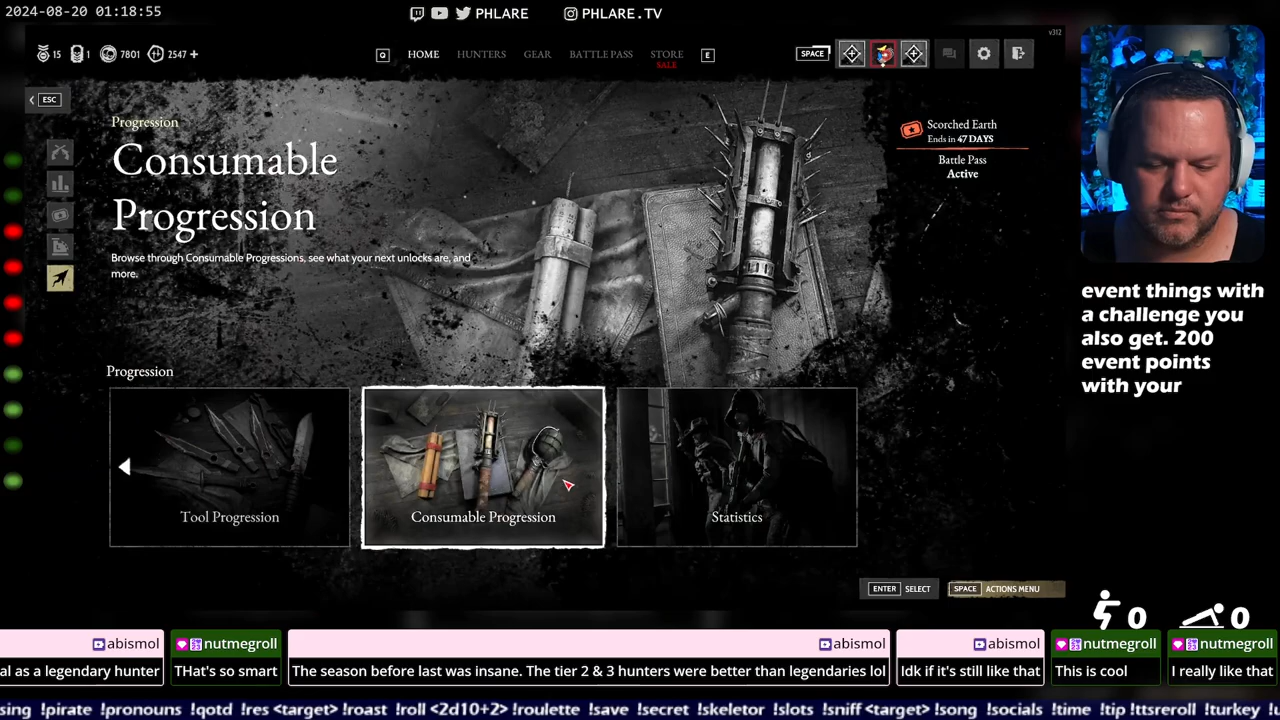 2024-08-20 01:18:55
PHLARE
PHLARE.TV
v312
15 1 7801 2547 +
Q HOME HUNTERS GEAR BATTLE PASS STORE E
SALE
SPACE
ESC
Progression
Consumable
Progression
Browse through Consumable Progressions, see what your next unlocks are, and
more.
Scorched Earth
Ends in 47 DAYS
Battle Pass
Active
event things with
a challenge you
also get. 200
event points
with your
Progression
Tool Progression
Consumable Progression
Statistics
ENTER SELECT
SPACE ACTIONS MENU
0 0
abismol
al as a legendary hunter
nutmegroll
THat's so smart
abismol
The season before last was insane. The tier 2 & 3 hunters were better than legendaries lol
abismol
Idk if it's still like that
nutmegroll
This is cool
nutmegroll
I really like that
sing !pirate !pronouns !qotd !res <target> !roast !roll <2d10+2> !roulette !save !secret !skeletor !slots !sniff <target> !song !socials !time !tip !ttsreroll !turkey